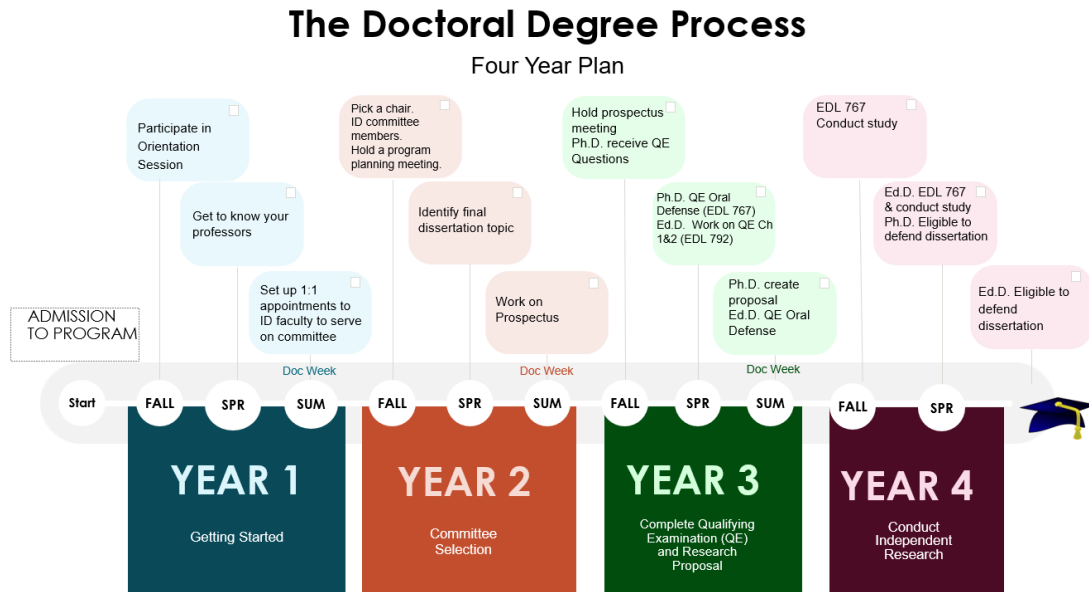 The Doctoral Degree Process
Four Year Plan
Participate in
Orientation
Session
Get to know your
professors
Set up 1:1
appointments to
ID faculty to serve
on committee
Pick a chair.
ID committee
members.
Hold a program
planning meeting.
Identify final
dissertation topic
Work on
Prospectus
Hold prospectus
meeting
Ph.D. receive QE
Questions
Ph.D. QE Oral
Defense (EDL 767)
Ed.D. Work on QE Ch
1&2 (EDL 792)
Ph.D. create
proposal
Ed.D. QE Oral
Defense
EDL 767
Conduct study
Ed.D. EDL 767
& conduct study
Ph.D. Eligible to
defend dissertation
Ed.D. Eligible to
defend
dissertation
ADMISSION
TO PROGRAM
Doc Week
Doc Week
Doc Week
Start
FALL
SPR
SUM
FALL
SPR
SUM
FALL
SPR
SUM
FALL
SPR
YEAR 1
Getting Started
YEAR 2
Committee
Selection
YEAR 3
Complete Qualifying
Examination (QE)
and Research
Proposal
YEAR 4
Conduct
Independent
Research